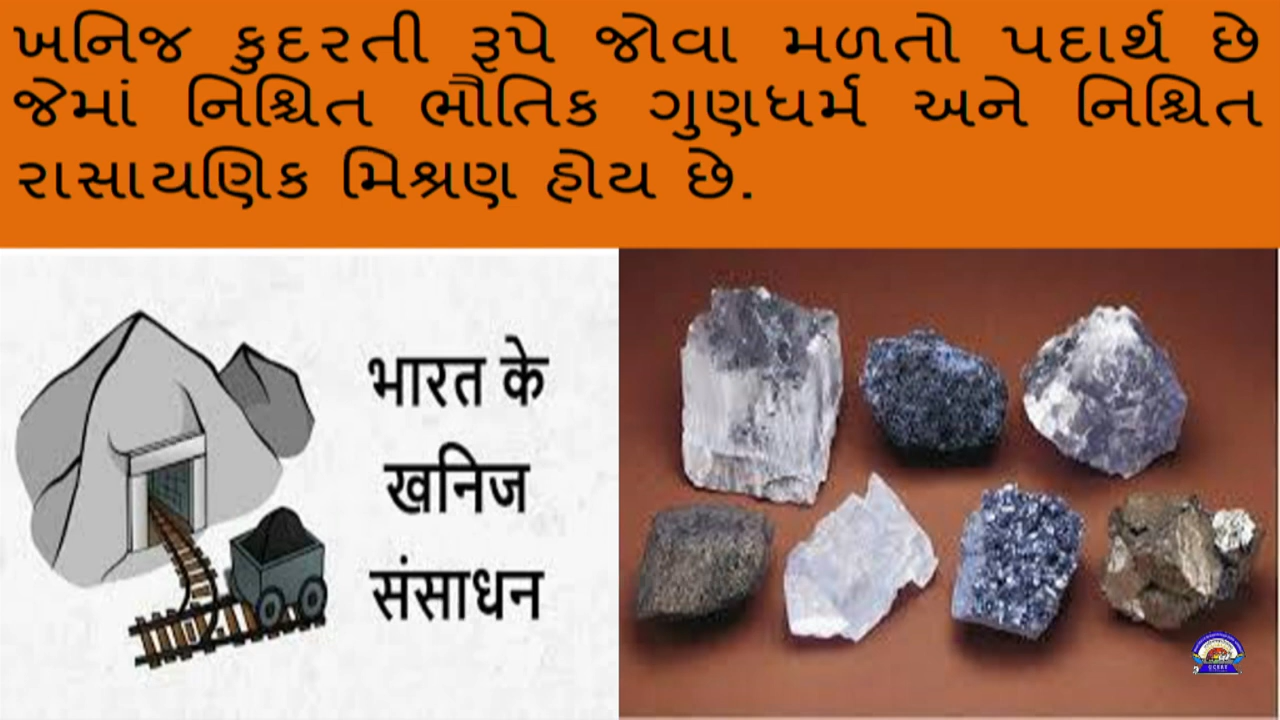 ખનિજ કુદરતી રૂપે જોવા મળતો પદાર્થ છે
જેમાં નિશ્ચિત ભૌતિક ગુણધર્મ અને નિશ્ચિત
રાસાયણિક મિશ્રણ હોય છે.
भारत के
खनिज
संसाधन